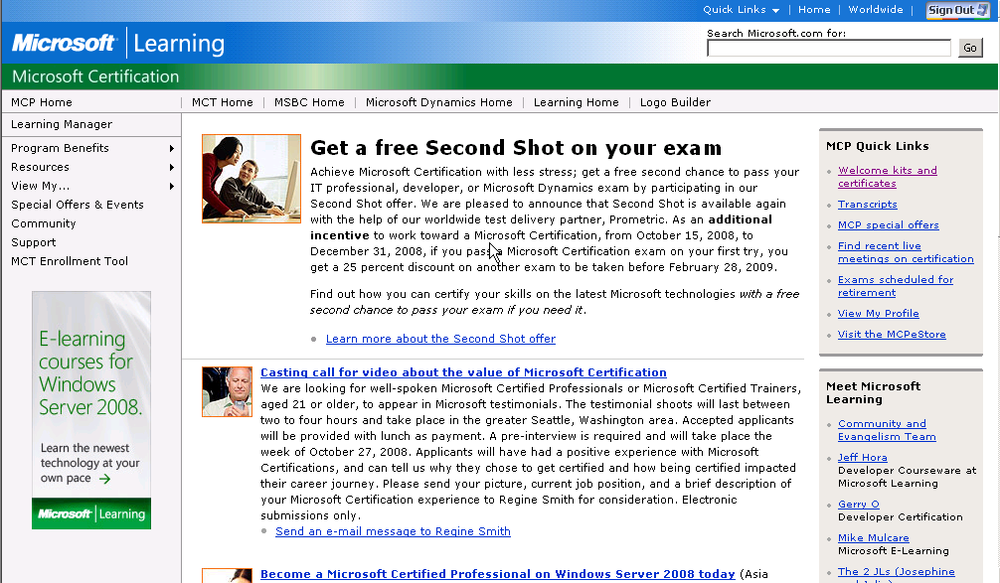 Quick Links | Home | Worldwide | Sign Out
Microsoft Learning
Search Microsoft.com for:
Go
Microsoft Certification
MCP Home | MCT Home | MSBC Home | Microsoft Dynamics Home | Learning Home | Logo Builder
Learning Manager
Program Benefits
Resources
View My...
Special Offers & Events
Community
Support
MCT Enrollment Tool
E-learning
courses for
Windows
Server 2008.
Learn the newest
technology at your
own pace →
Microsoft | Learning
Get a free Second Shot on your exam
Achieve Microsoft Certification with less stress; get a free second chance to pass your
IT professional, developer, or Microsoft Dynamics exam by participating in our
Second Shot offer. We are pleased to announce that Second Shot is available again
with the help of our worldwide test delivery partner, Prometric. As an additional
incentive to work toward a Microsoft Certification, from October 15, 2008, to
December 31, 2008, if you pass a Microsoft Certification exam on your first try, you
get a 25 percent discount on another exam to be taken before February 28, 2009.
Find out how you can certify your skills on the latest Microsoft technologies with a free
second chance to pass your exam if you need it.
Learn more about the Second Shot offer
Casting call for video about the value of Microsoft Certification
We are looking for well-spoken Microsoft Certified Professionals or Microsoft Certified Trainers,
aged 21 or older, to appear in Microsoft testimonials. The testimonial shoots will last between
two to four hours and take place in the greater Seattle, Washington area. Accepted applicants
will be provided with lunch as payment. A pre-interview is required and will take place the
week of October 27, 2008. Applicants will have had a positive experience with Microsoft
Certifications, and can tell us why they chose to get certified and how being certified impacted
their career journey. Please send your picture, current job position, and a brief description of
your Microsoft Certification experience to Regine Smith for consideration. Electronic
submissions only.
Send an e-mail message to Regine Smith
Become a Microsoft Certified Professional on Windows Server 2008 today (Asia
MCP Quick Links
Welcome kits and
certificates
Transcripts
MCP special offers
Find recent live
meetings on certification
Exams scheduled for
retirement
View My Profile
Visit the MCPeStore
Meet Microsoft
Learning
Community and
Evangelism Team
Jeff Hora
Developer Courseware at
Microsoft Learning
Gerry O
Developer Certification
Mike Mulcare
Microsoft E-Learning
The 2 JLs (Josephine